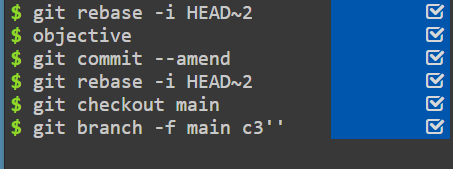 $ git rebase -i HEAD~2
$ objective
$ git commit --amend
$ git rebase -i HEAD~2
$ git checkout main
$ git branch -f main c3''